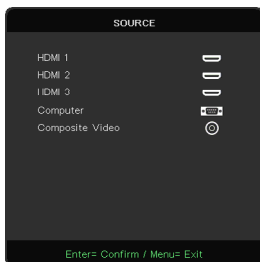 SOURCE
HDMI 1
HDMI 2
HDMI 3
Computer
Composite Video
Enter= Confirm / Menu= Exit